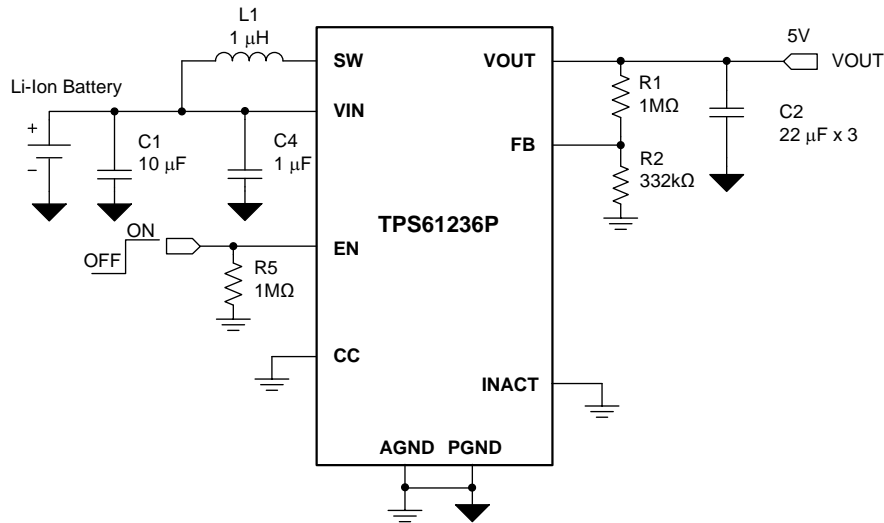 L1
1 μH
SW
VOUT
5V
VOUT
Li-Ion Battery
VIN
R1
1MΩ
C2
22 μF x 3
+
−
C1
10 μF
C4
1 μF
FB
R2
332kΩ
TPS61236P
ON
OFF
EN
R5
1MΩ
CC
INACT
AGND PGND